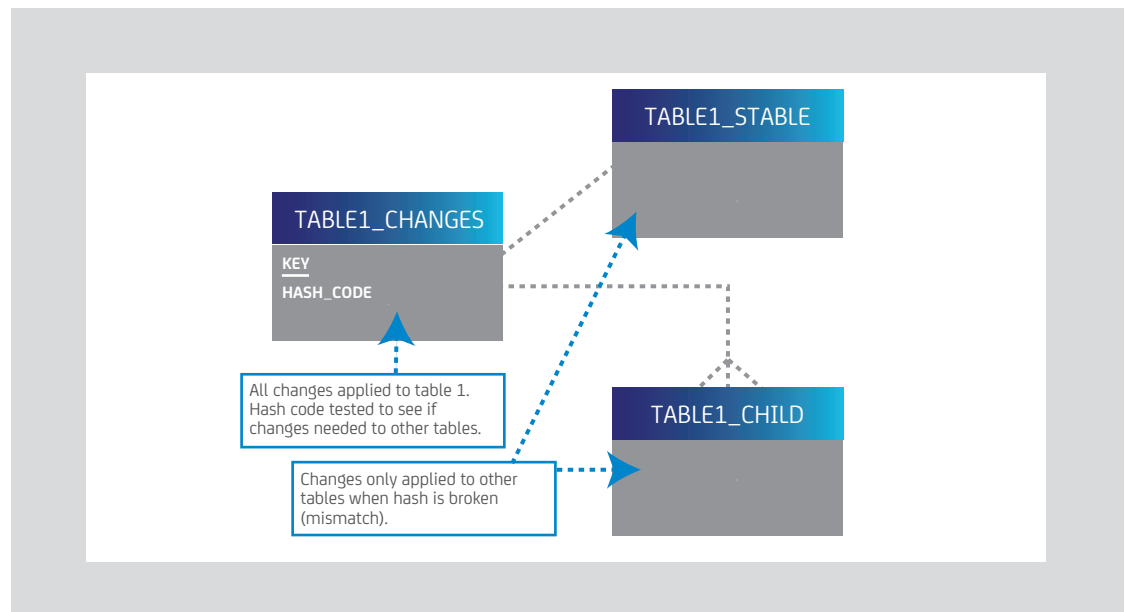 TABLE1_STABLE
TABLE1_CHANGES
KEY
HASH_CODE
All changes applied to table 1.
Hash code tested to see if
changes needed to other tables.
TABLE1_CHILD
Changes only applied to other
tables when hash is broken
(mismatch).